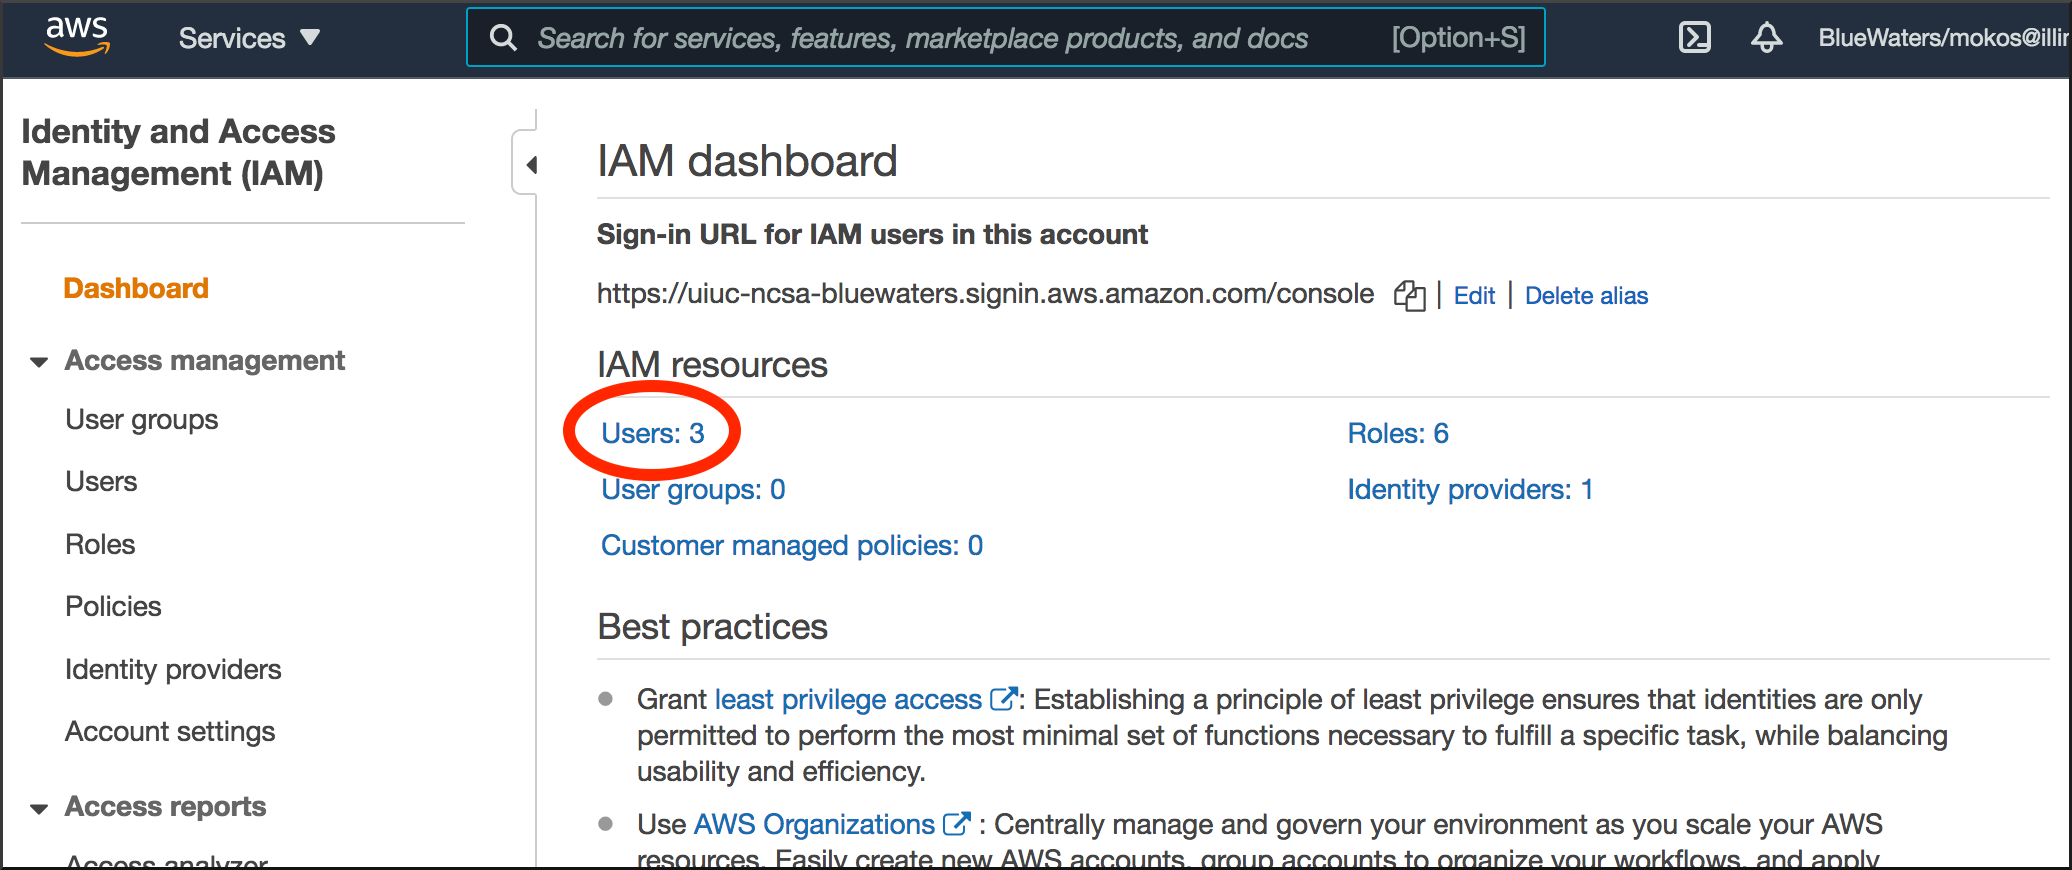 aws
Services
Search for services, features, marketplace products, and docs
[Option+S]
BlueWaters/mokos@illin
Identity and Access
Management (IAM)
Dashboard
Access management
User groups
Users
Roles
Policies
Identity providers
Account settings
Access reports
Access analyzer
IAM dashboard
Sign-in URL for IAM users in this account
https://uiuc-ncsa-bluewaters.signin.aws.amazon.com/console | Edit | Delete alias
IAM resources
Users: 3
Roles: 6
User groups: 0
Identity providers: 1
Customer managed policies: 0
Best practices
Grant least privilege access : Establishing a principle of least privilege ensures that identities are only
permitted to perform the most minimal set of functions necessary to fulfill a specific task, while balancing
usability and efficiency.
Use AWS Organizations : Centrally manage and govern your environment as you scale your AWS
resources. Easily create new AWS accounts, group accounts to organize your workflows, and apply